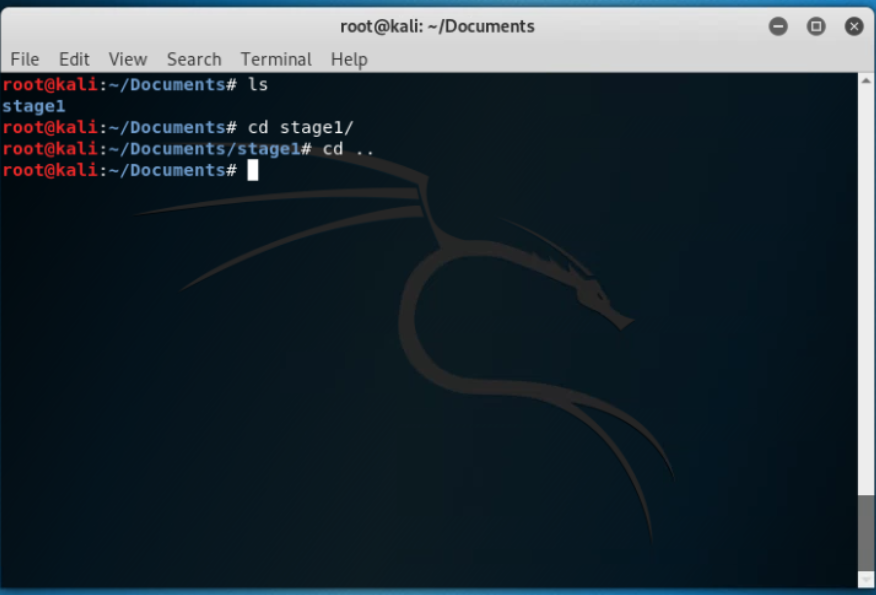 root@kali: ~/Documents
File Edit View Search Terminal Help
root@kali:~/Documents# ls
stage1
root@kali:~/Documents# cd stage1/
root@kali:~/Documents/stage1# cd ..
root@kali:~/Documents#